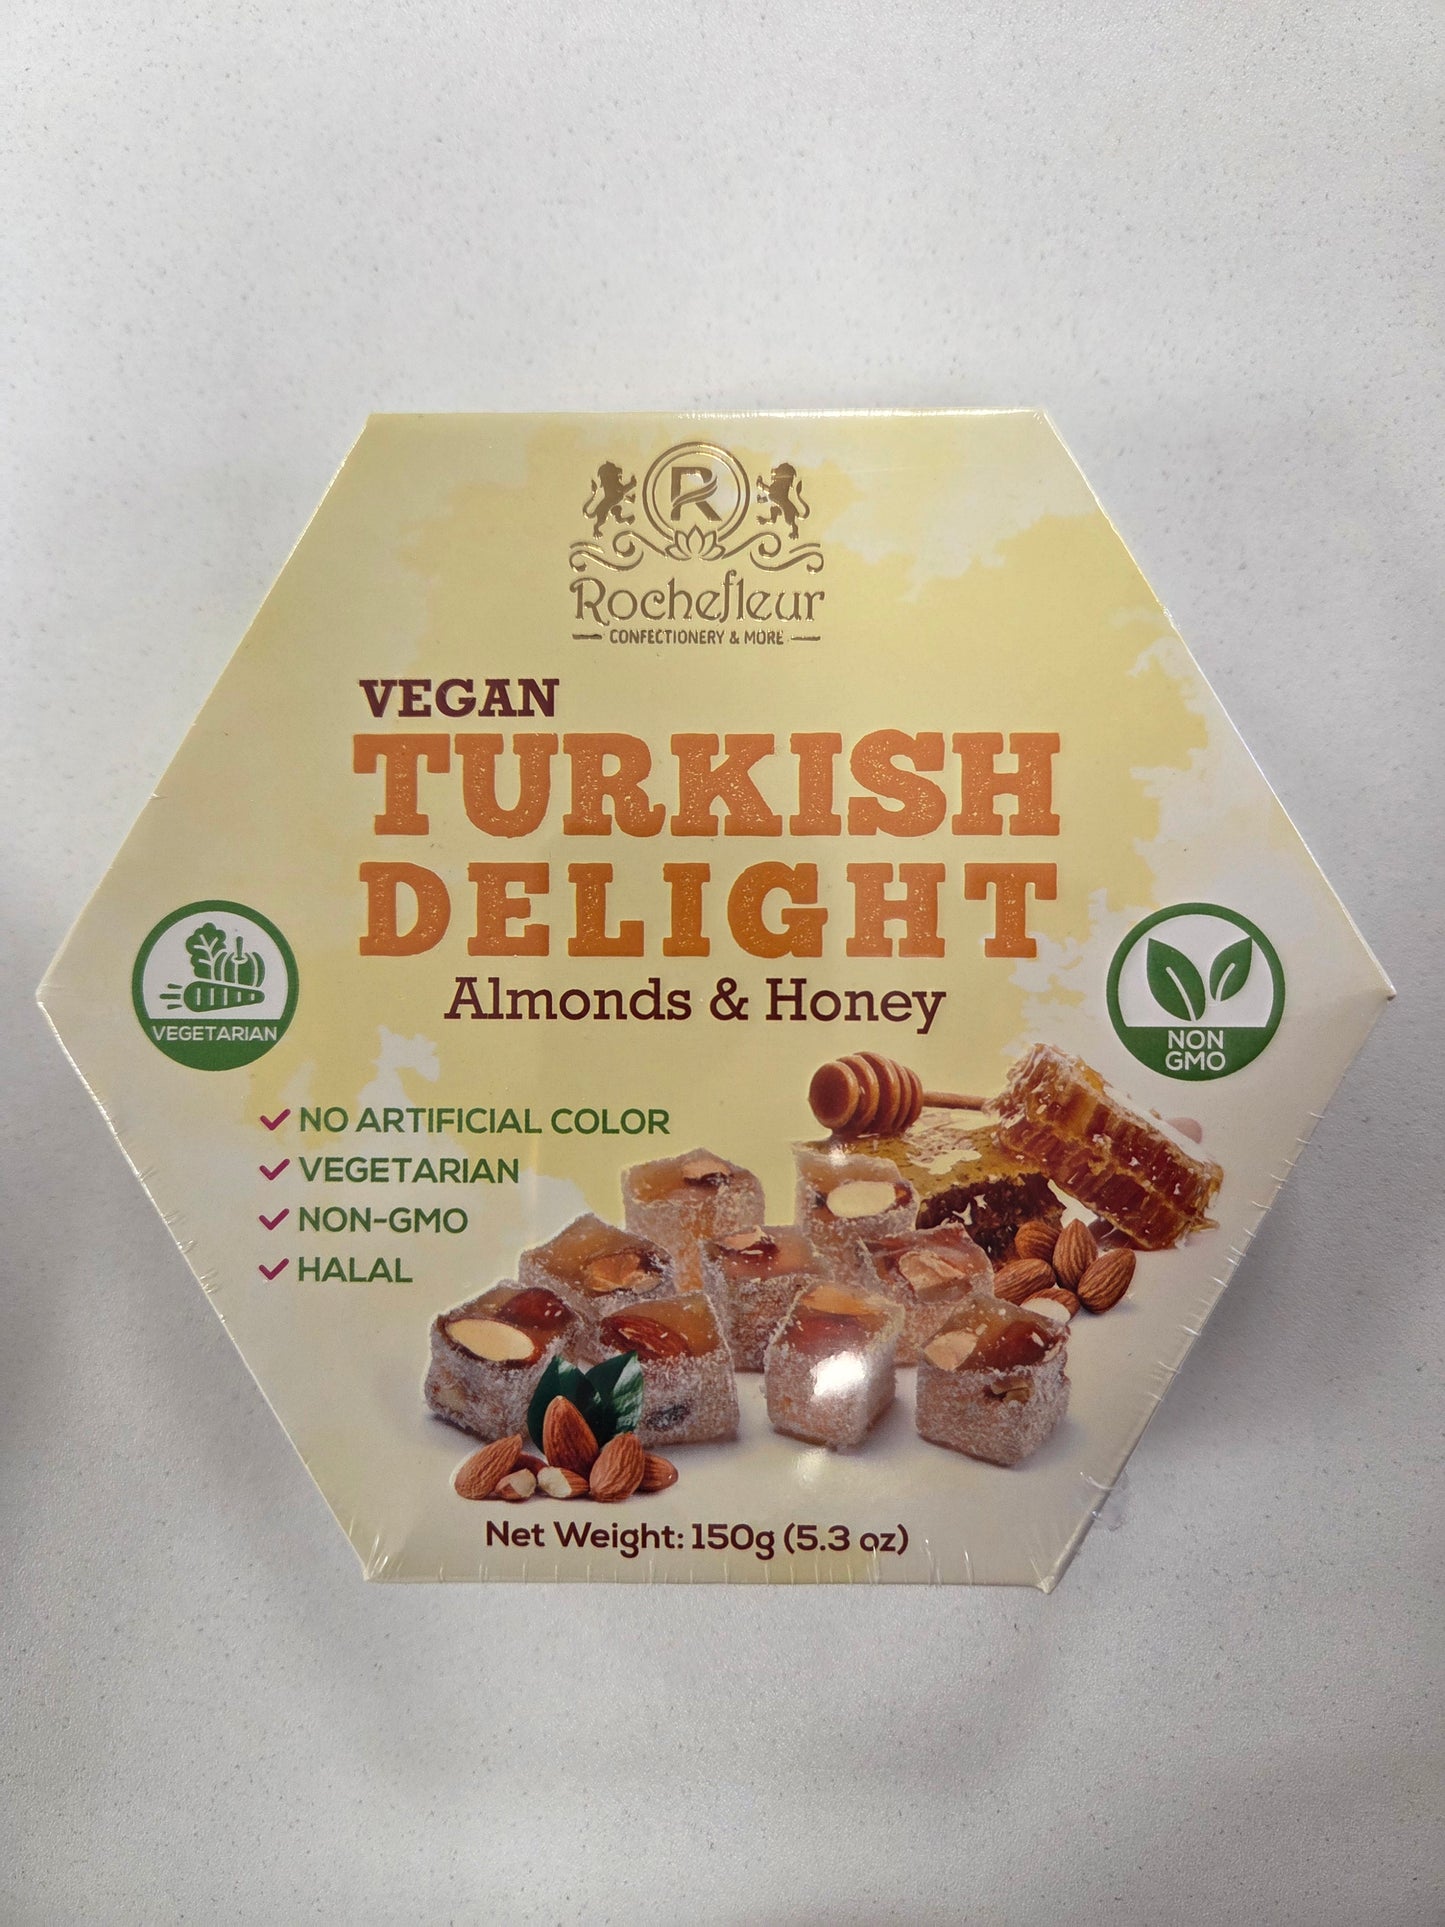 R
Rochefleur
CONFECTIONERY & MORE
VEGAN
TURKISH
DELIGHT
Almonds & Honey
VEGETARIAN
NON
GMO
NO ARTIFICIAL COLOR
VEGETARIAN
NON-GMO
HALAL
Net Weight: 150g (5.3 oz)